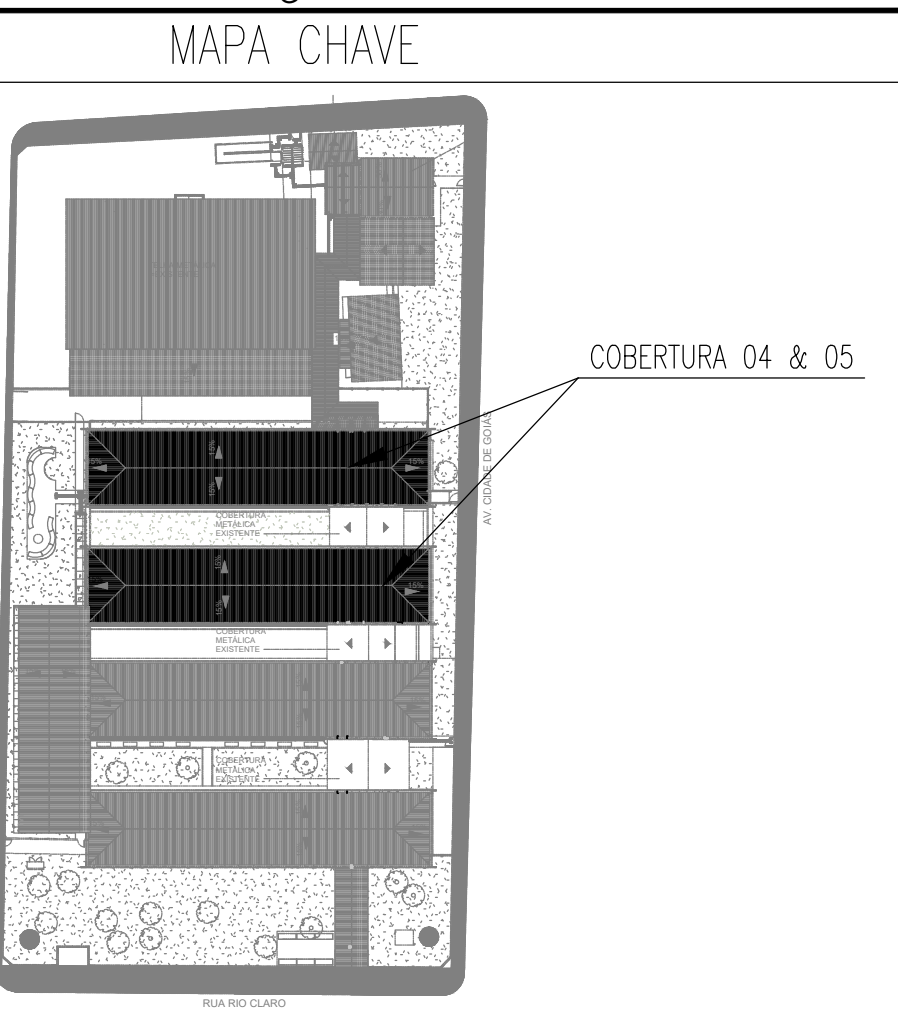 MAPA CHAVE
COBERTURA 04 & 05
AV. CIDADE DE GOIÁS
15%
15%
15%
15%
COBERTURA
METÁLICA
EXISTENTE
15%
15%
15%
COBERTURA
METÁLICA
EXISTENTE
COBERTURA
METÁLICA
EXISTENTE
RUA RIO CLARO